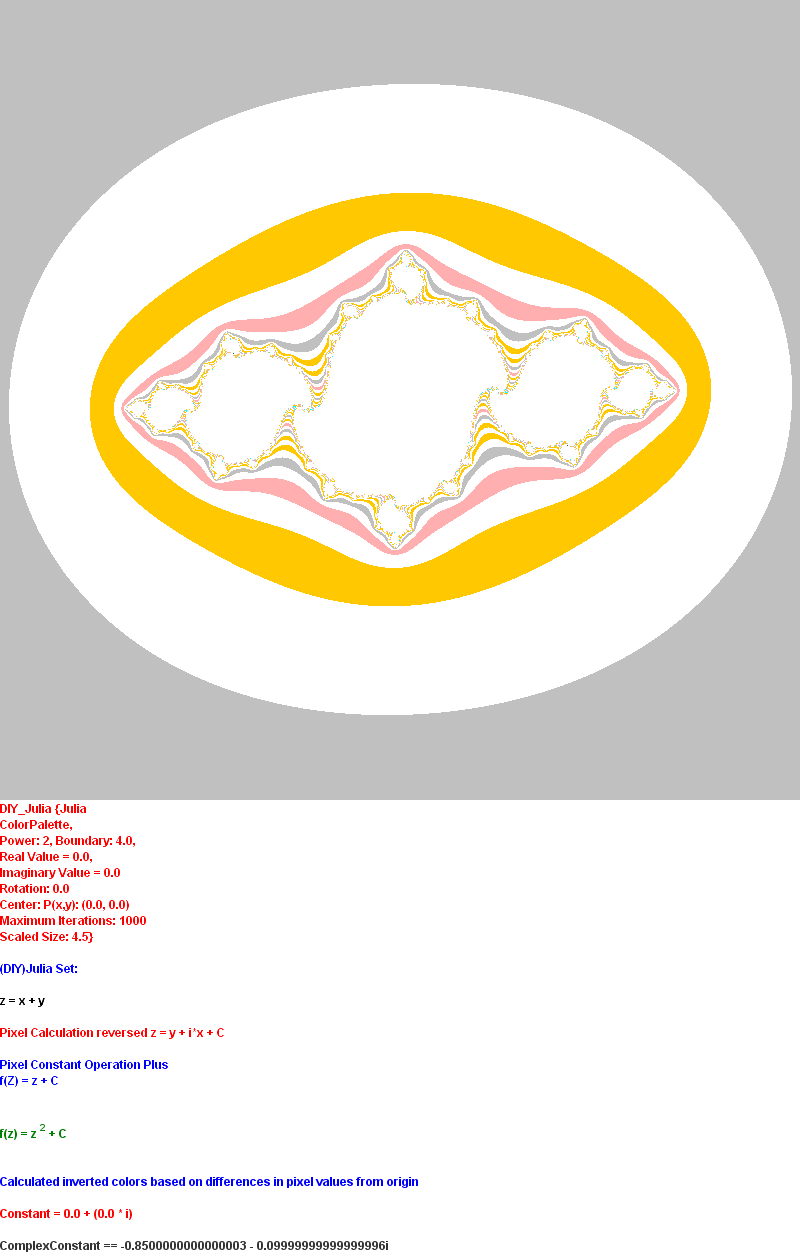 DIY_Julia {Julia
ColorPalette,
Power: 2, Boundary: 4.0,
Real Value = 0.0,
Imaginary Value = 0.0
Rotation: 0.0
Center: P(x,y): (0.0, 0.0)
Maximum Iterations: 1000
Scaled Size: 4.5}
(DIY)Julia Set:
z = x + y
Pixel Calculation reversed z = y + i*x + C
Pixel Constant Operation Plus
f(Z) = z + C
f(z) = z 2 + C
Calculated inverted colors based on differences in pixel values from origin
Constant = 0.0 + (0.0 * i)
ComplexConstant == -0.8500000000000003 - 0.09999999999999996i